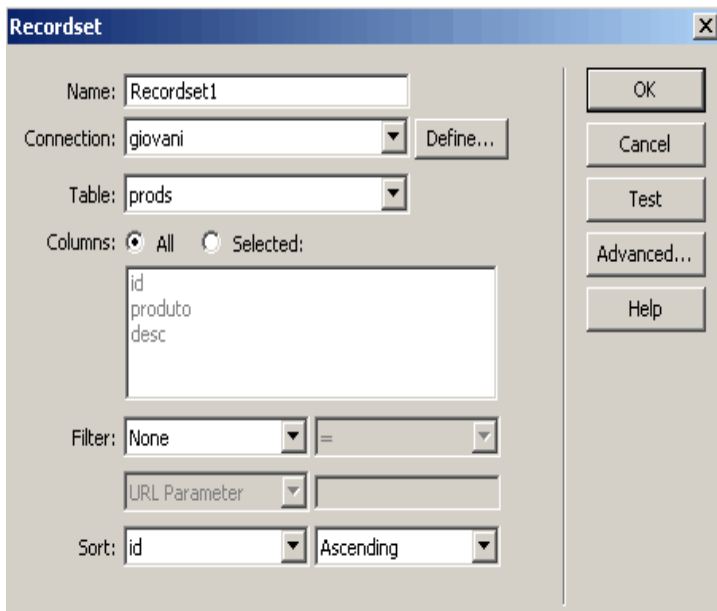 Recordset
Name: Recordset1
OK
Connection: giovani Define...
Cancel
Table: prods
Test
Columns: All Selected:
Advanced...
id
produto
desc
Help
Filter: None =
URL Parameter
Sort: id Ascending